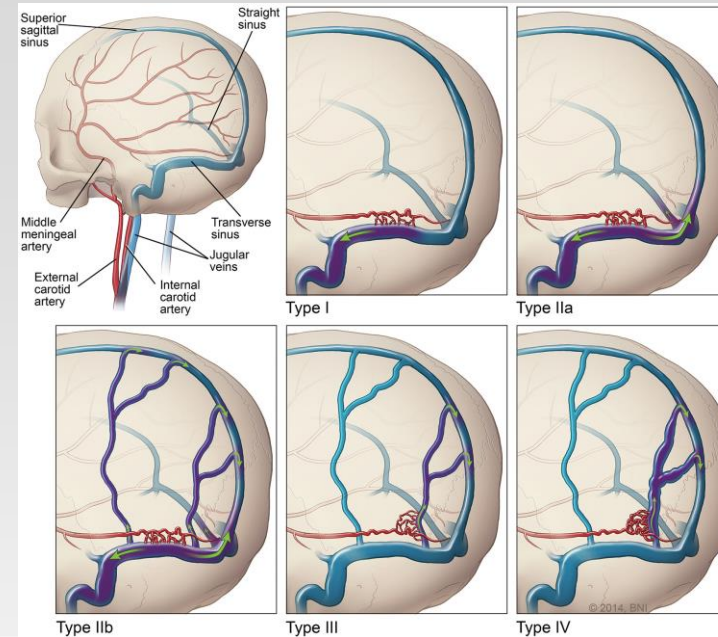 Superior
sagittal
sinus
Straight
sinus
Middle
meningeal
artery
External
carotid
artery
Internal
carotid
artery
Transverse
sinus
Jugular
veins
Type I
Type IIa
Type IIb
Type III
Type IV
© 2014, BNI